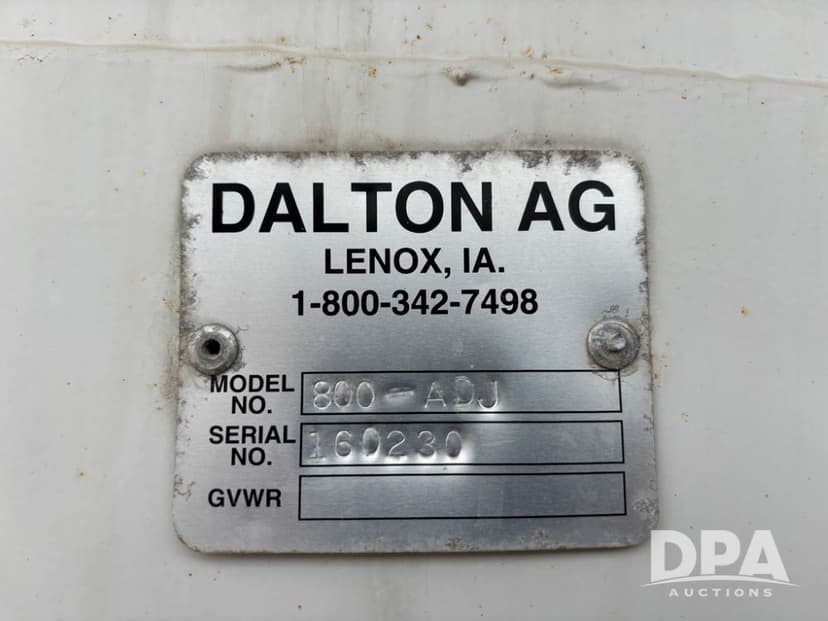 DALTON AG
LENOX, IA.
1-800-342-7498
MODEL NO. 800-ADJ
SERIAL NO. 160230
GVWR
DPA
AUCTIONS